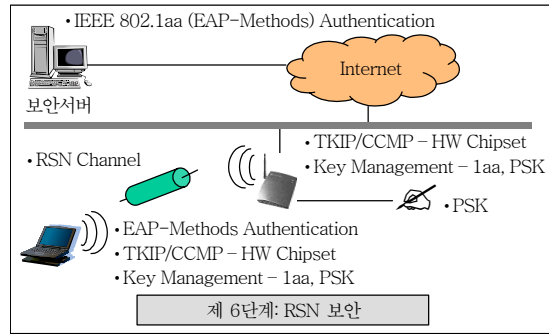 • IEEE 802.1aa (EAP-Methods) Authentication
Internet
보안서버
• TKIP/CCMP – HW Chipset
• Key Management – 1aa, PSK
• RSN Channel
• PSK
• EAP-Methods Authentication
• TKIP/CCMP – HW Chipset
• Key Management – 1aa, PSK
제 6단계: RSN 보안